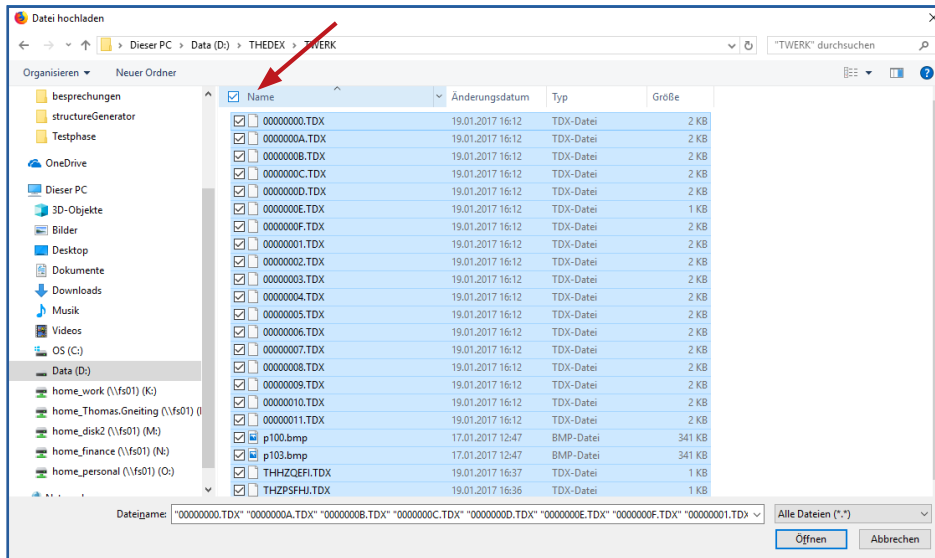 Datei hochladen
Dieser PC > Data (D:) > THEDEX > TWERK
"TWERK" durchsuchen
Organisieren
Neuer Ordner
besprechungen
structureGenerator
Testphase
OneDrive
Dieser PC
3D-Objekte
Bilder
Desktop
Dokumente
Downloads
Musik
Videos
OS (C:)
Data (D:)
home_work (\\fs01) (K:)
home_Thomas.Gneiting (\\fs01) (
home_disk2 (\\fs01) (M:)
home_finance (\\fs01) (N:)
home_personal (\\fs01) (O:)
Name Änderungsdatum Typ Größe
00000000.TDX 19.01.2017 16:12 TDX-Datei 2 KB
0000000A.TDX 19.01.2017 16:12 TDX-Datei 2 KB
0000000B.TDX 19.01.2017 16:12 TDX-Datei 2 KB
0000000C.TDX 19.01.2017 16:12 TDX-Datei 2 KB
0000000D.TDX 19.01.2017 16:12 TDX-Datei 2 KB
0000000E.TDX 19.01.2017 16:12 TDX-Datei 1 KB
0000000F.TDX 19.01.2017 16:12 TDX-Datei 2 KB
00000001.TDX 19.01.2017 16:12 TDX-Datei 2 KB
00000002.TDX 19.01.2017 16:12 TDX-Datei 2 KB
00000003.TDX 19.01.2017 16:12 TDX-Datei 2 KB
00000004.TDX 19.01.2017 16:12 TDX-Datei 2 KB
00000005.TDX 19.01.2017 16:12 TDX-Datei 2 KB
00000006.TDX 19.01.2017 16:12 TDX-Datei 2 KB
00000007.TDX 19.01.2017 16:12 TDX-Datei 2 KB
00000008.TDX 19.01.2017 16:12 TDX-Datei 2 KB
00000009.TDX 19.01.2017 16:12 TDX-Datei 2 KB
00000010.TDX 19.01.2017 16:12 TDX-Datei 2 KB
00000011.TDX 19.01.2017 16:12 TDX-Datei 2 KB
p100.bmp 17.01.2017 12:47 BMP-Datei 341 KB
p103.bmp 17.01.2017 12:47 BMP-Datei 341 KB
THHZQEFI.TDX 19.01.2017 16:37 TDX-Datei 1 KB
THZPSFHJ.TDX 19.01.2017 16:36 TDX-Datei 1 KB
Dateiname: "00000000.TDX" "0000000A.TDX" "0000000B.TDX" "0000000C.TDX" "0000000D.TDX" "0000000E.TDX" "0000000F.TDX" "00000001.TDX
Alle Dateien (*.*)
Öffnen
Abbrechen